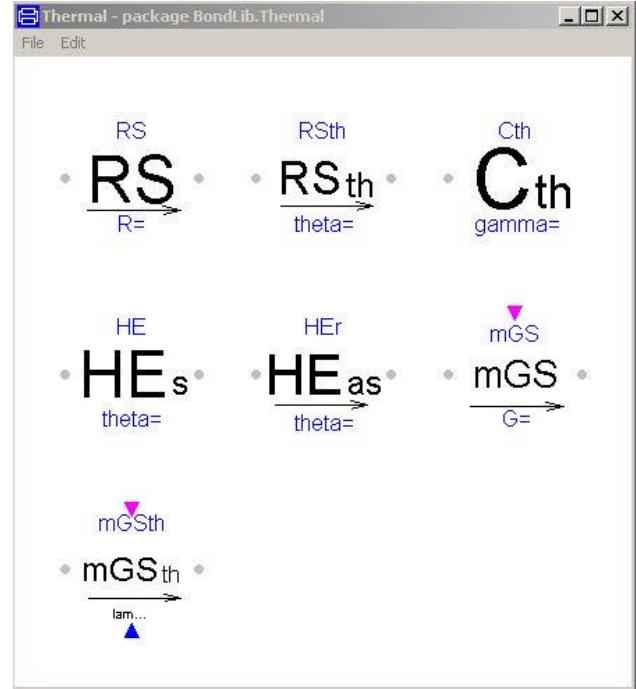 Thermal - package BondLib.Thermal
File Edit
RS RSth Cth
RS RSth Cth
R= theta= gamma=
HE HEr mGS
HEs HEas mGS
theta= theta= G=
mGSth
mGSth
lam...